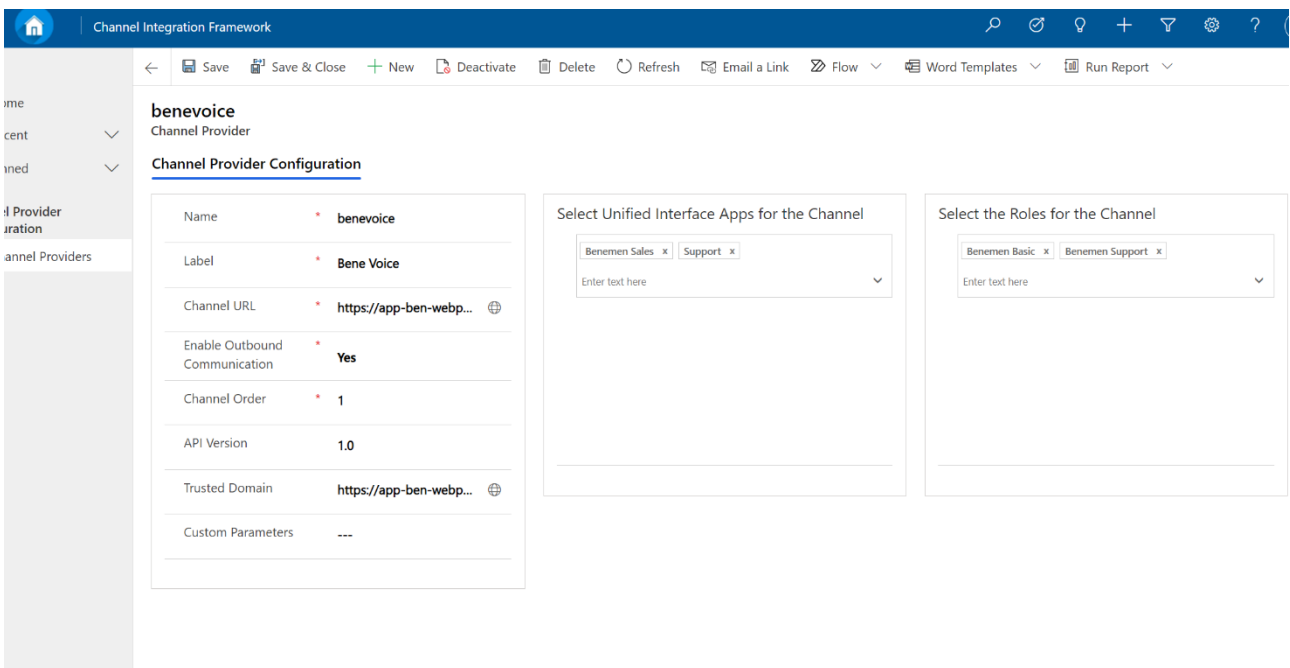 Channel Integration Framework
Save Save & Close New Deactivate Delete Refresh Email a Link Flow Word Templates Run Report
ome
cent
nned
el Provider
uration
annel Providers
benevoice
Channel Provider
Channel Provider Configuration
Name * benevoice
Label * Bene Voice
Channel URL * https://app-ben-webp...
Enable Outbound
Communication * Yes
Channel Order * 1
API Version 1.0
Trusted Domain https://app-ben-webp...
Custom Parameters ---
Select Unified Interface Apps for the Channel
Benemen Sales x Support x
Enter text here
Select the Roles for the Channel
Benemen Basic x Benemen Support x
Enter text here